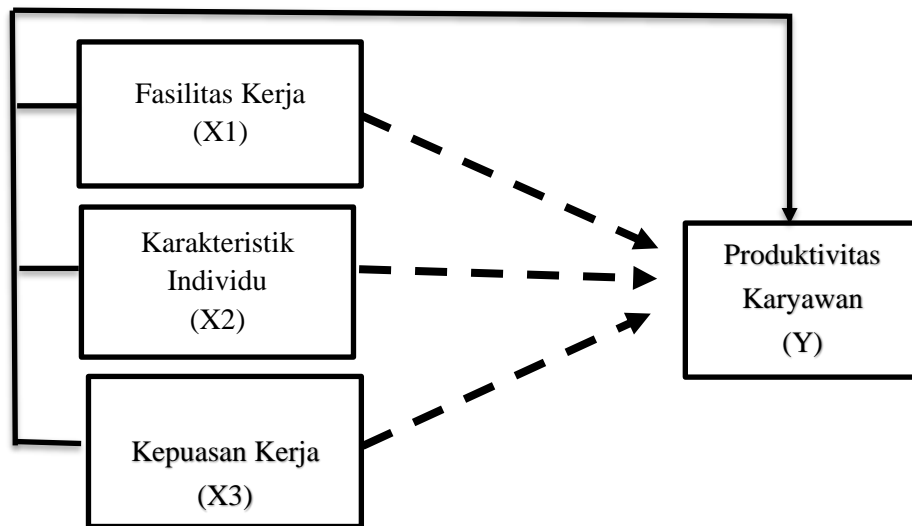 Fasilitas Kerja
(X1)
Karakteristik
Individu
(X2)
Kepuasan Kerja
(X3)
Produktivitas
Karyawan
(Y)